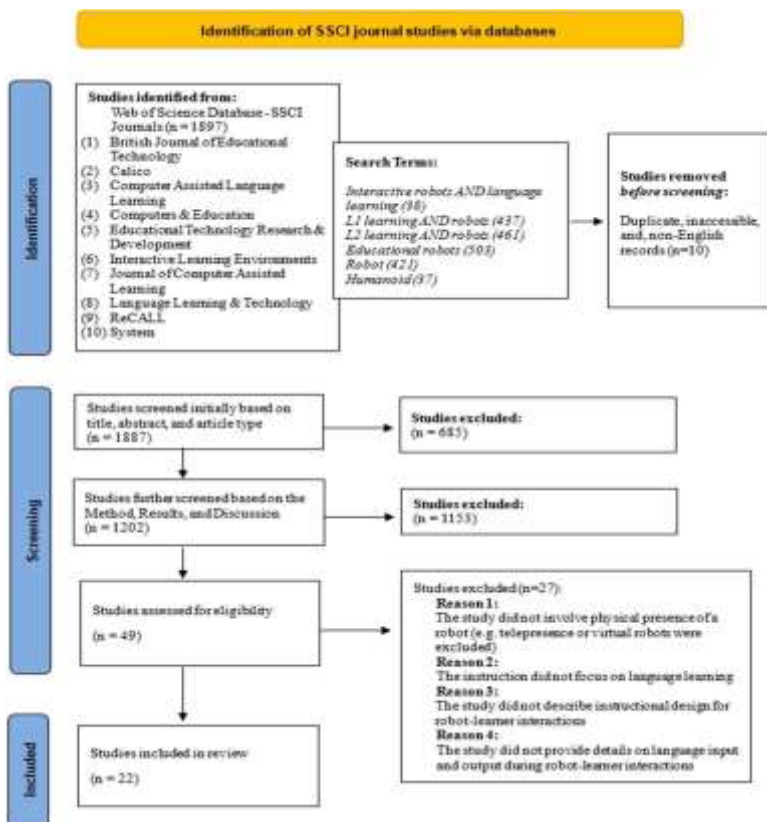 Identification of SSCI journal studies via databases
Identification
Studies identified from:
Web of Science Database - SSCI
Journals (n = 1897)
(1) British Journal of Educational
Technology
(2) Calico
(3) Computer Assisted Language
Learning
(4) Computers & Education
(5) Educational Technology Research &
Development
(6) Interactive Learning Environments
(7) Journal of Computer Assisted
Learning
(8) Language Learning & Technology
(9) ReCALL
(10) System
Search Terms:
Interactive robots AND language
learning (38)
L1 learning AND robots (437)
L2 learning AND robots (461)
Educational robots (503)
Robot (421)
Humanoid (37)
Studies removed
before screening:
Duplicate, inaccessible,
and, non-English
records (n=10)
Screening
Studies screened initially based on
title, abstract, and article type
(n = 1887)
Studies excluded:
(n = 685)
Studies further screened based on the
Method, Results, and Discussion
(n = 1202)
Studies excluded:
(n = 1153)
Studies assessed for eligibility
(n = 49)
Studies excluded (n=27):
Reason 1:
The study did not involve physical presence of a
robot (e.g. telepresence or virtual robots were
excluded)
Reason 2:
The instruction did not focus on language learning
Reason 3:
The study did not describe instructional design for
robot-learner interactions
Reason 4:
The study did not provide details on language input
and output during robot-learner interactions
Included
Studies included in review
(n = 22)